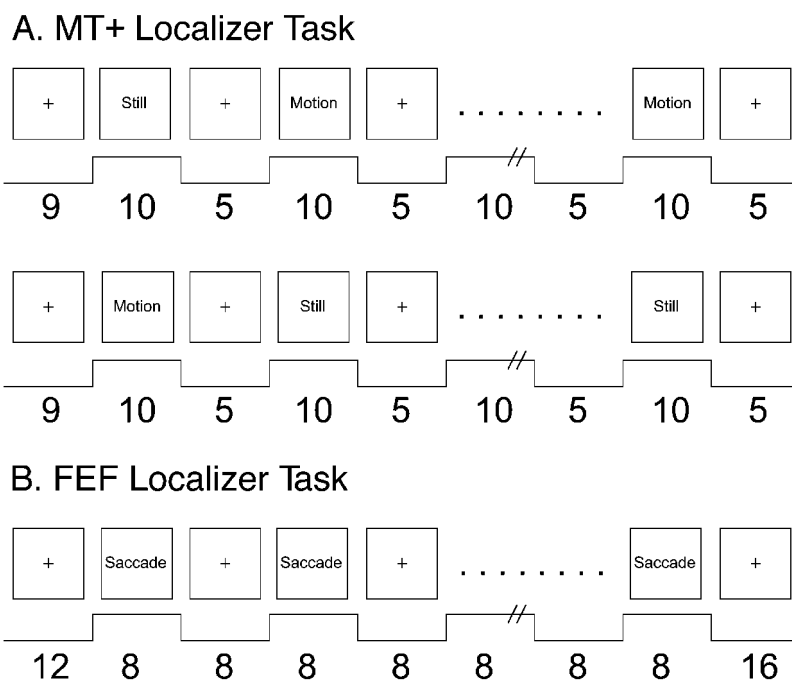 A. MT+ Localizer Task
+ Still + Motion + . . . . . . . . Motion +
9 10 5 10 5 10 5 10 5
+ Motion + Still + . . . . . . . . Still +
9 10 5 10 5 10 5 10 5
B. FEF Localizer Task
+ Saccade + Saccade + . . . . . . . . Saccade +
12 8 8 8 8 8 8 8 16